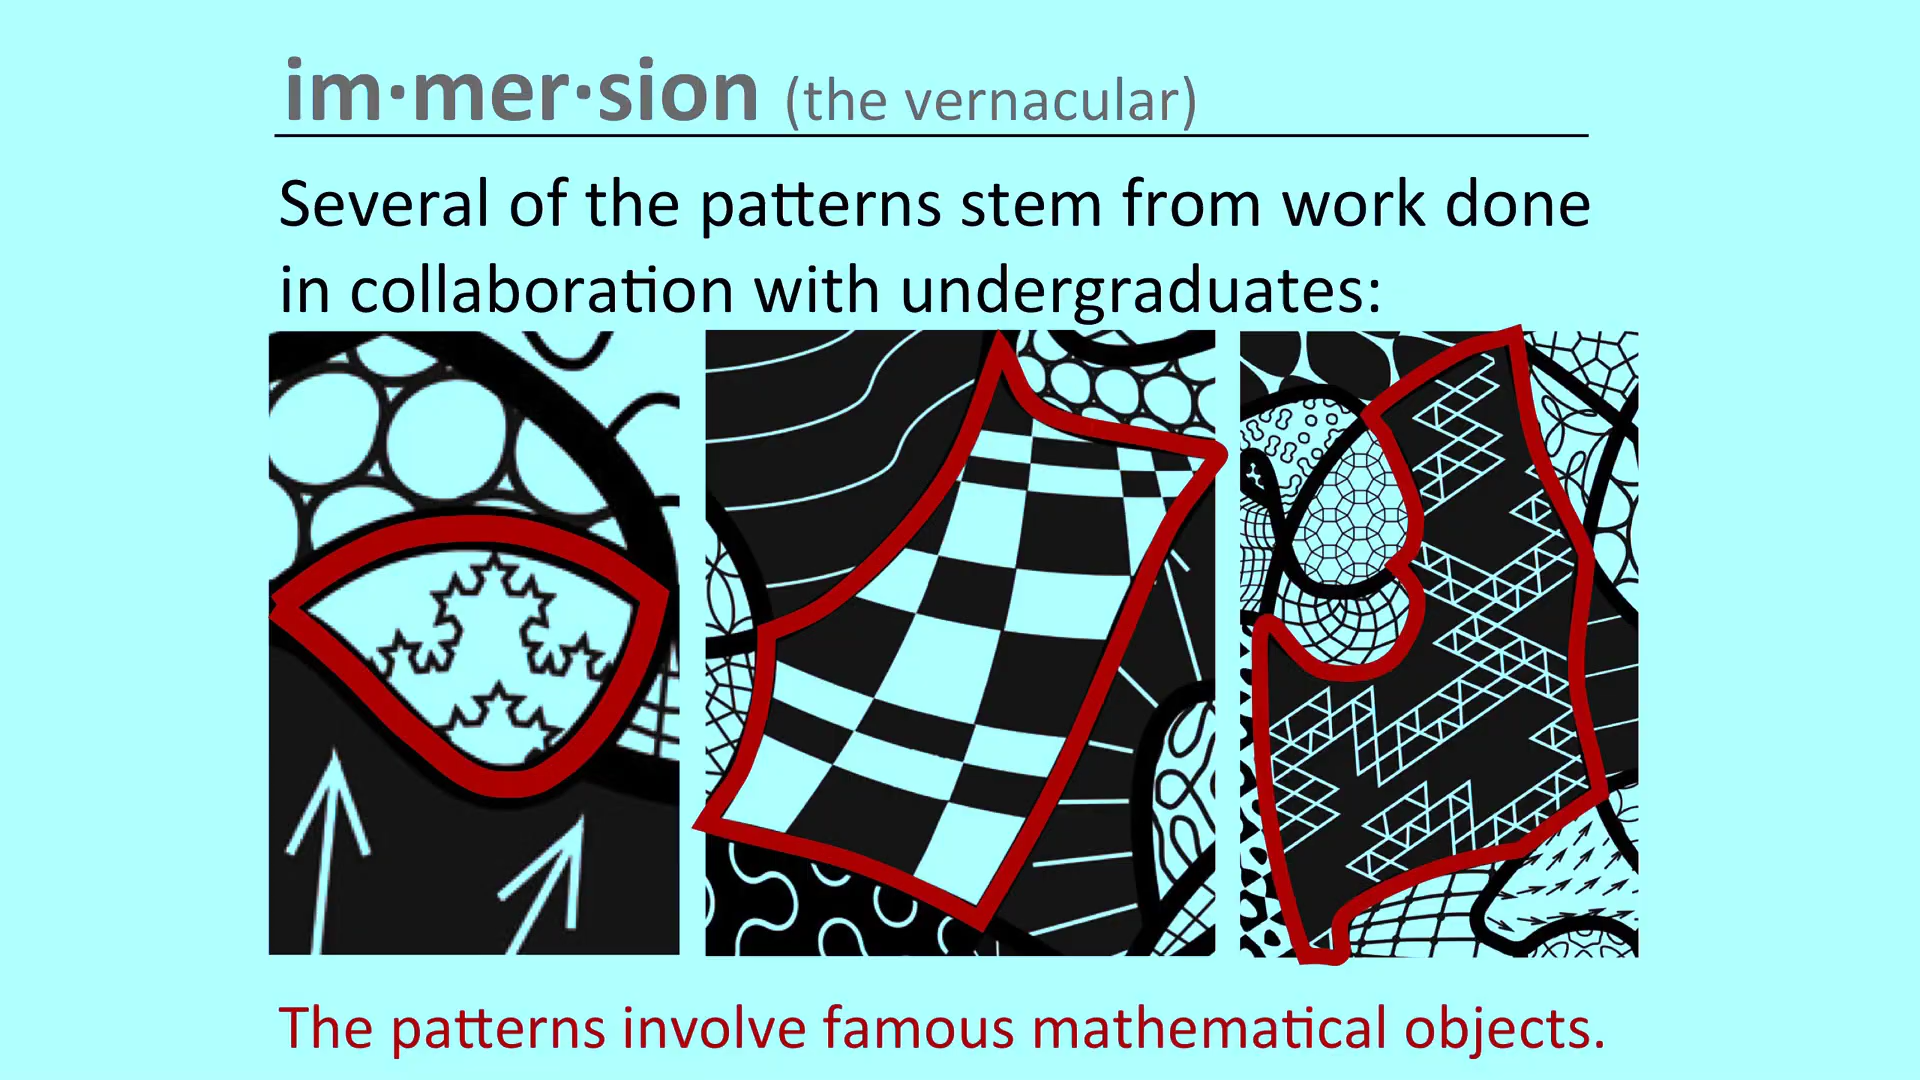 im·mer·sion (the vernacular)
Several of the patterns stem from work done
in collaboration with undergraduates:
The patterns involve famous mathematical objects.